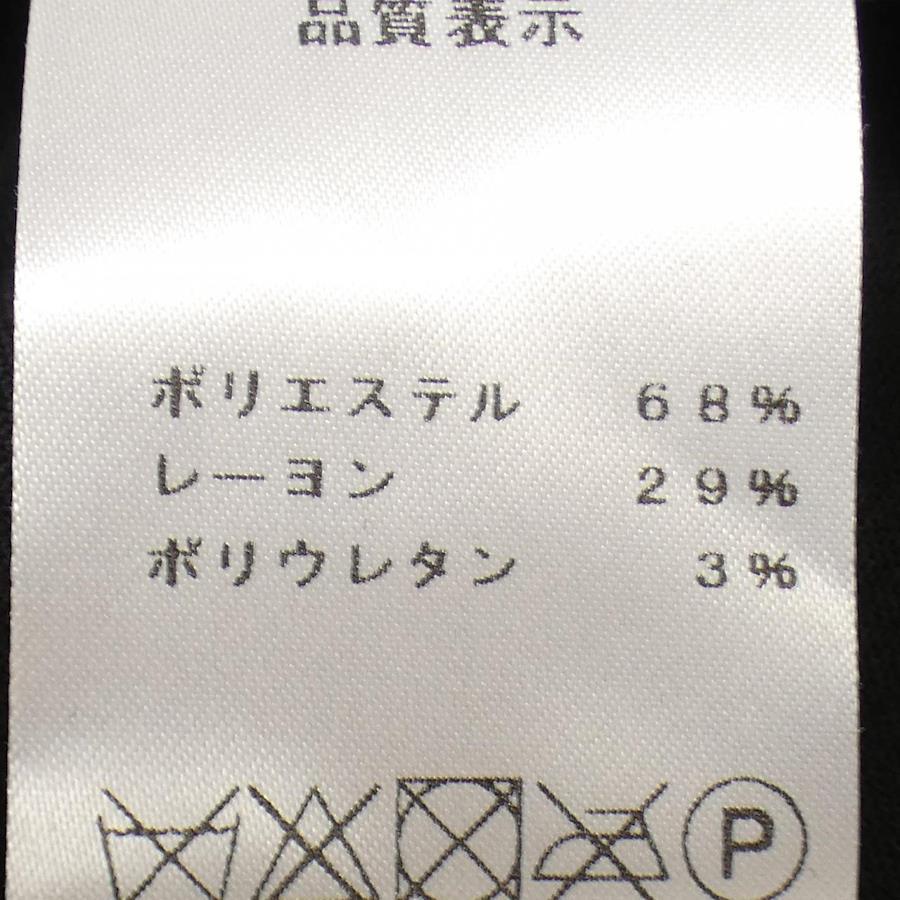 品質表示
ポリエステル 68%
レーヨン 29%
ポリウレタン 3%
P